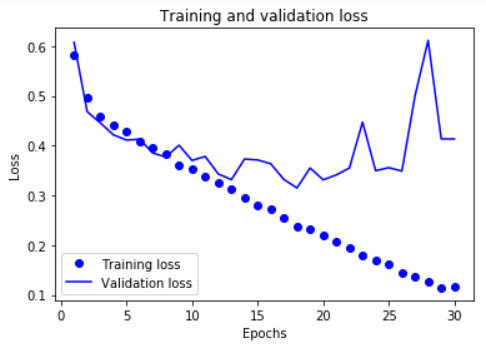 Training and validation loss
Loss
0.6
0.5
0.4
0.3
0.2
0.1
Training loss
Validation loss
0 5 10 15 20 25 30
Epochs